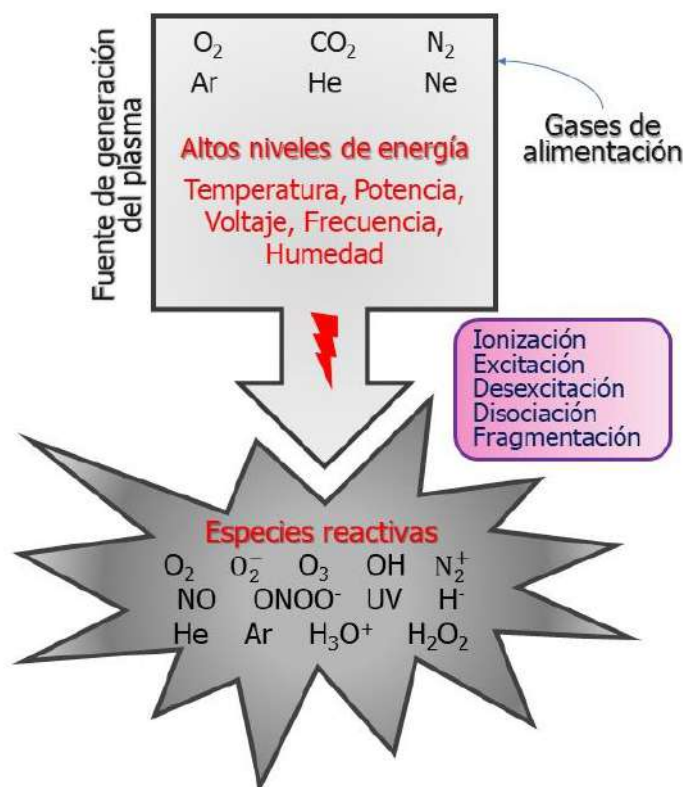 O₂ CO₂ N₂
Ar He Ne
Fuente de generación
del plasma
Gases de
alimentación
Altos niveles de energía
Temperatura, Potencia,
Voltaje, Frecuencia,
Humedad
Ionización
Excitación
Desexcitación
Disociación
Fragmentación
Especies reactivas
O₂ O₂⁻ O₃ OH N₂⁺
NO ONOO⁻ UV H⁻
He Ar H₃O⁺ H₂O₂